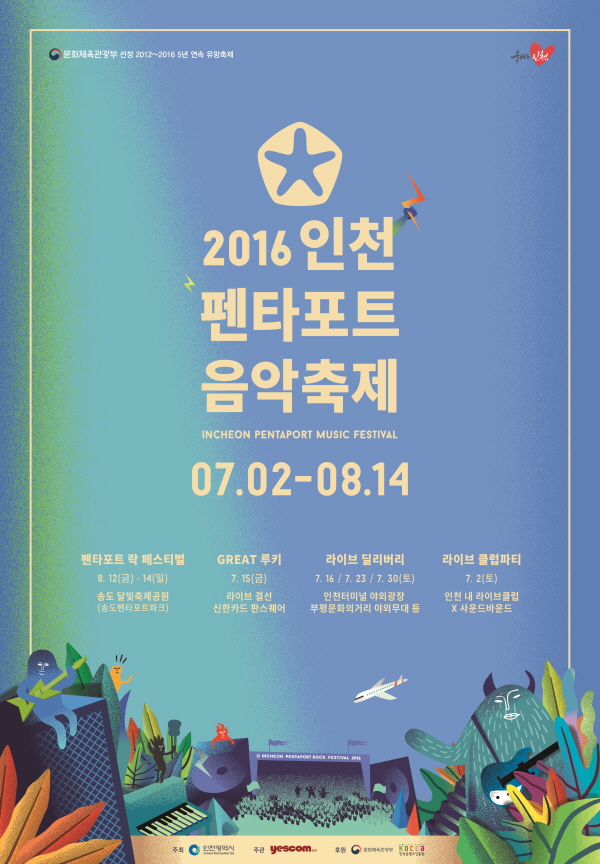 문화체육관광부 선정 2012~2016 5년 연속 유망축제
인천
2016 인천
펜타포트
음악축제
INCHEON PENTAPORT MUSIC FESTIVAL
07.02-08.14
펜타포트 락 페스티벌
8. 12(금) - 14(일)
송도 달빛축제공원
(송도펜타포트파크)
GREAT 루키
7. 15(금)
라이브 결선
신한카드 판스퀘어
라이브 딜리버리
7. 16 / 7. 23 / 7. 30(토)
인천터미널 야외광장
부평문화의거리 야외무대 등
라이브 클럽파티
7. 2(토)
인천 내 라이브클럽
X 사운드바운드
INCHEON PENTAPORT ROCK FESTIVAL 2016
주최 인천광역시 주관 yescom 후원 문화체육관광부 KOCCA